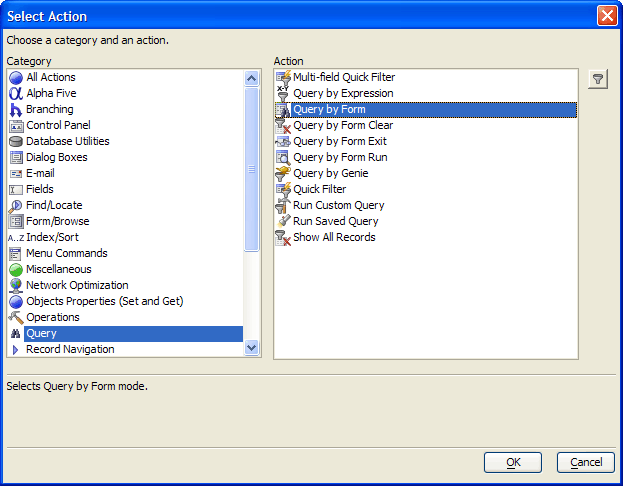 Select Action
Choose a category and an action.
Category
All Actions
Alpha Five
Branching
Control Panel
Database Utilities
Dialog Boxes
E-mail
Fields
Find/Locate
Form/Browse
A..Z Index/Sort
Menu Commands
Miscellaneous
Network Optimization
Objects Properties (Set and Get)
Operations
Query
Record Navigation
Action
Multi-field Quick Filter
X-Y Query by Expression
Query by Form
Query by Form Clear
Query by Form Exit
Query by Form Run
Query by Genie
Quick Filter
Run Custom Query
Run Saved Query
Show All Records
Selects Query by Form mode.
OK
Cancel